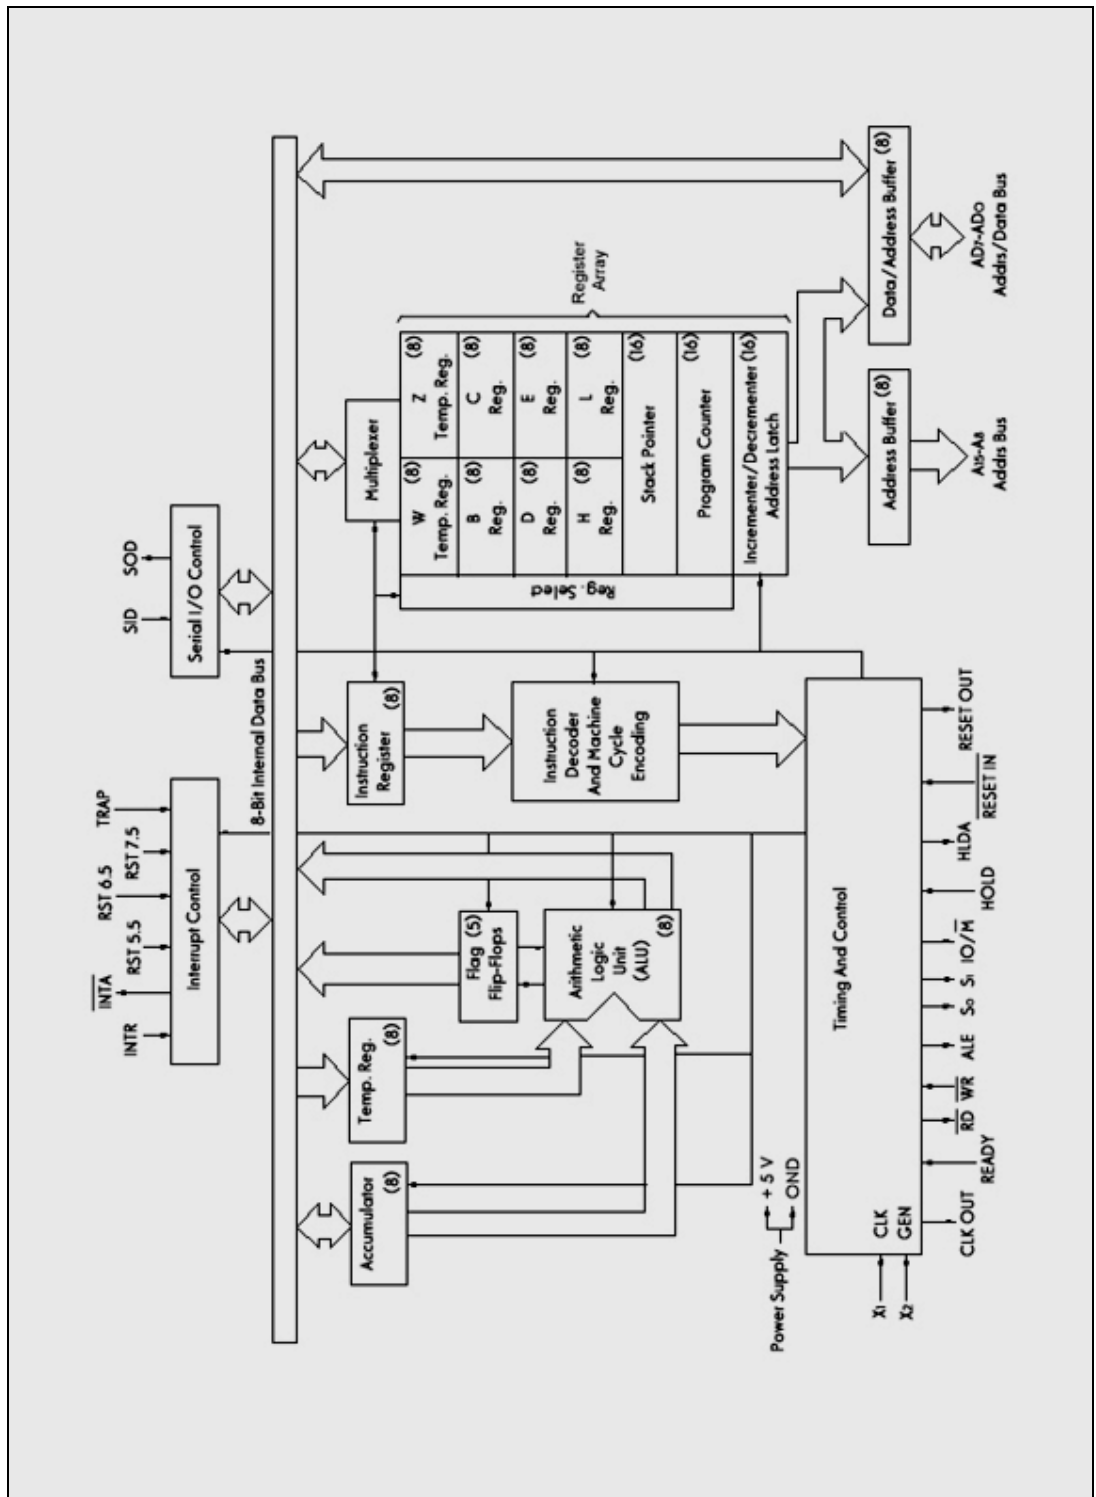 INTR
INTA
RST 5.5
RST 6.5
RST 7.5
TRAP
SID
SOD
Interrupt Control
Serial I/O Control
8-Bit Internal Data Bus
Accumulator
(8)
Temp. Reg.
(8)
(5)
Flag
Flip-Flops
Arithmetic
Logic
Unit
(ALU)
(8)
Instruction
Register
(8)
Instruction
Decoder
And Machine
Cycle
Encoding
Multiplexer
W
(8)
Temp. Reg.
Z
(8)
Temp. Reg.
B
(8)
Reg.
C
(8)
Reg.
D
(8)
Reg.
E
(8)
Reg.
H
(8)
Reg.
L
(8)
Reg.
Stack Pointer
(16)
Program Counter
(16)
Incrementer/Decrementer
(16)
Address Latch
Reg. Select
Register
Array
Power Supply
+ 5 V
OND
X1
X2
CLK
GEN
Timing And Control
CLK OUT
READY
RD
WR
ALE
S0
S1
IO/M
HOLD
HLDA
RESET IN
RESET OUT
Address Buffer
(8)
Data/Address Buffer
(8)
A15-A8
Addrs Bus
AD7-AD0
Addrs/Data Bus